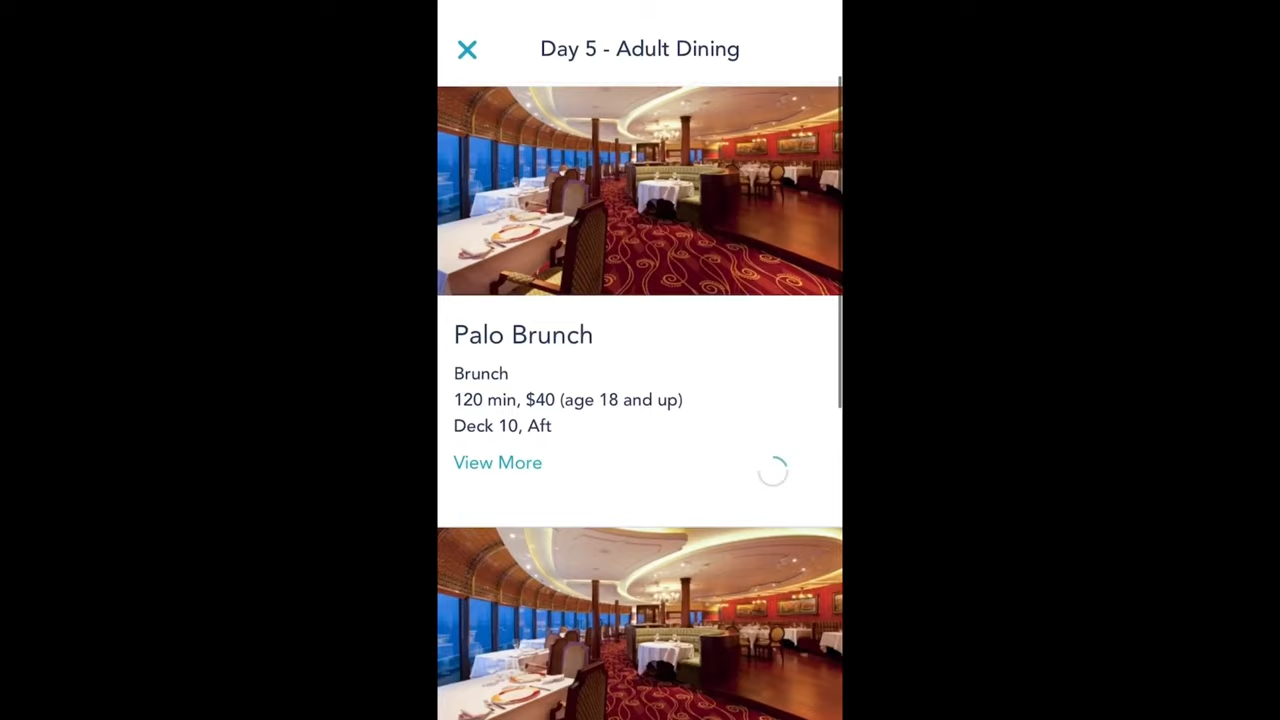 Day 5 - Adult Dining
Palo Brunch
Brunch
120 min, $40 (age 18 and up)
Deck 10, Aft
View More